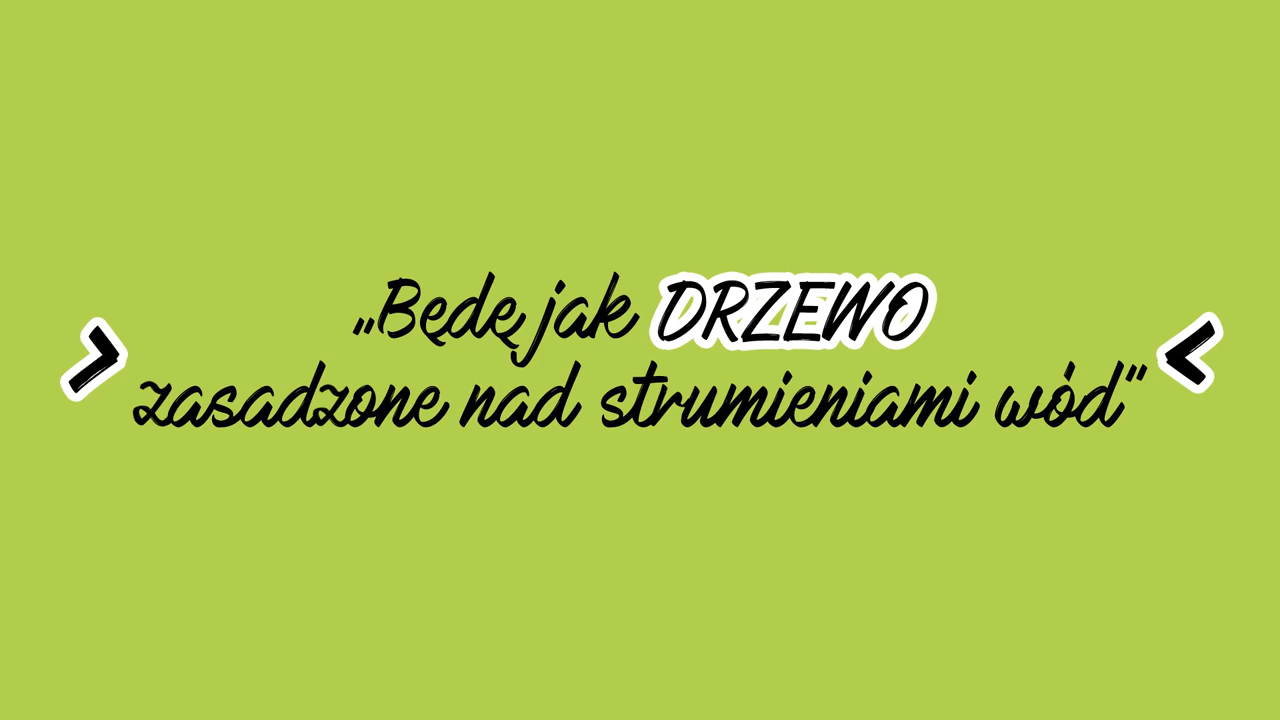 „Będę jak DRZEWO
> zasadzone nad strumieniami wód” <